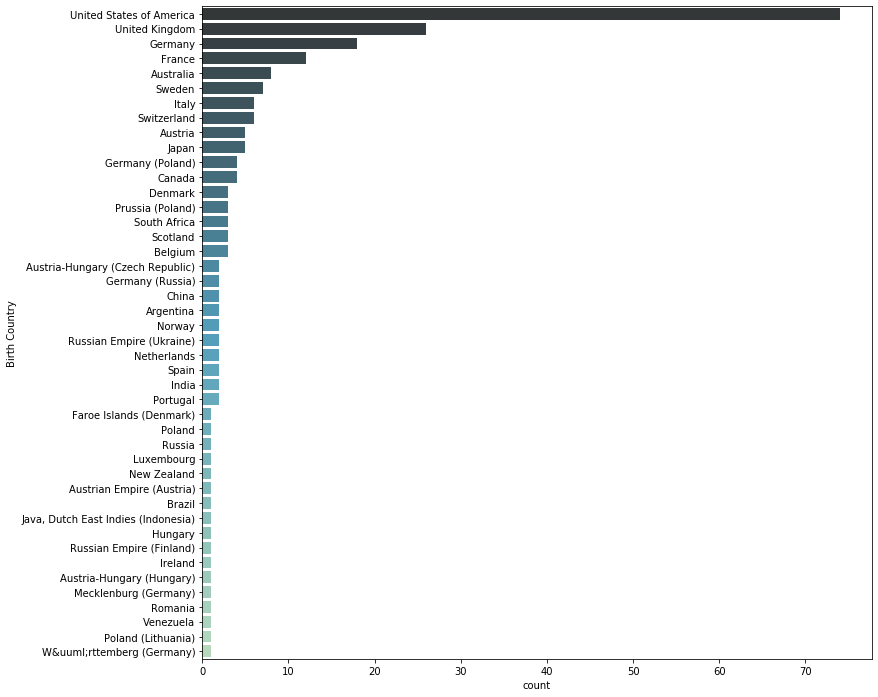 United States of America
United Kingdom
Germany
France
Australia
Sweden
Italy
Switzerland
Austria
Japan
Germany (Poland)
Canada
Denmark
Prussia (Poland)
South Africa
Scotland
Belgium
Austria-Hungary (Czech Republic)
Germany (Russia)
China
Argentina
Norway
Russian Empire (Ukraine)
Netherlands
Spain
India
Portugal
Faroe Islands (Denmark)
Poland
Russia
Luxembourg
New Zealand
Austrian Empire (Austria)
Brazil
Java, Dutch East Indies (Indonesia)
Hungary
Russian Empire (Finland)
Ireland
Austria-Hungary (Hungary)
Mecklenburg (Germany)
Romania
Venezuela
Poland (Lithuania)
W&uuml;rttemberg (Germany)
Birth Country
0 10 20 30 40 50 60 70
count